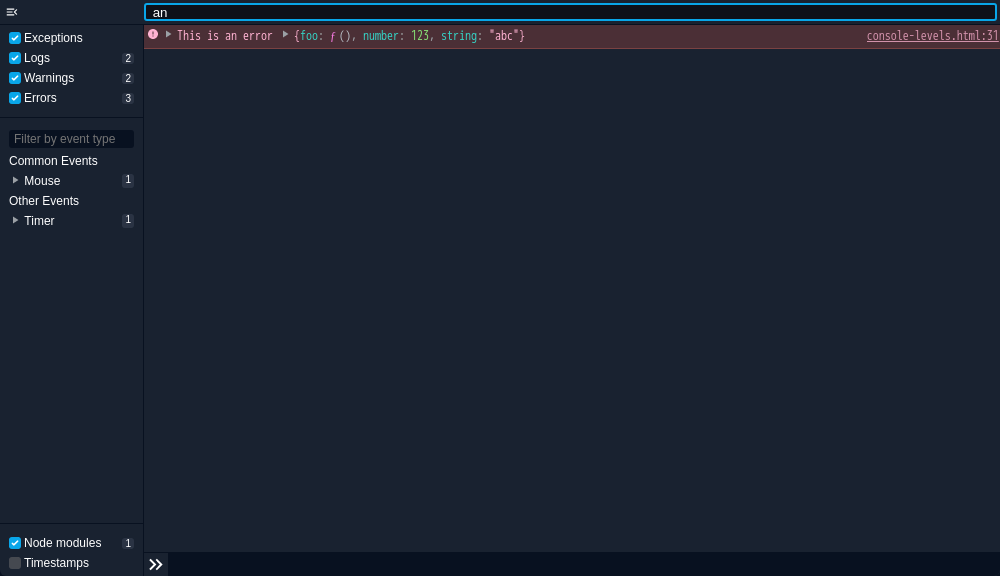 an
Exceptions
Logs 2
Warnings 2
Errors 3
Filter by event type
Common Events
Mouse 1
Other Events
Timer 1
Node modules 1
Timestamps
This is an error {foo: ƒ (), number: 123, string: "abc"} console-levels.html:31